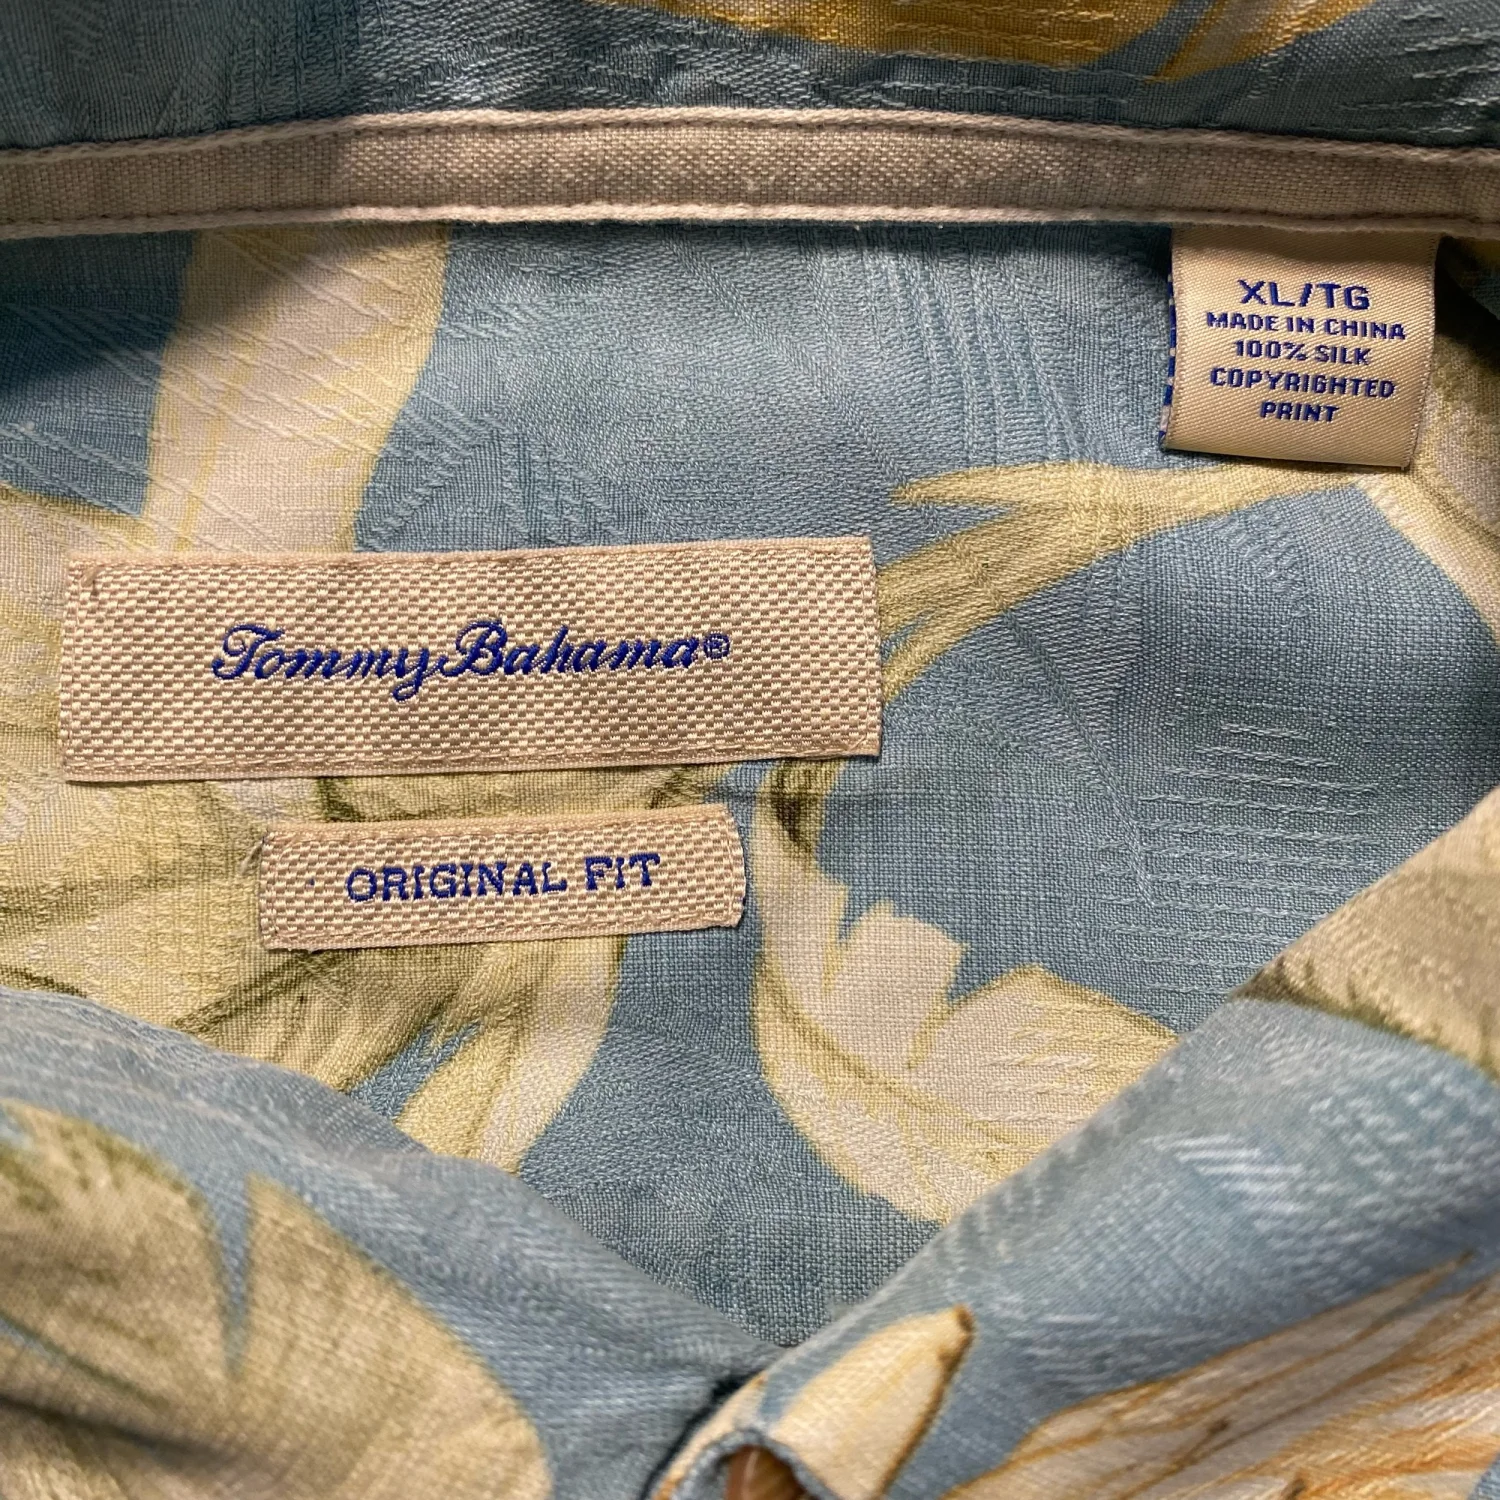 XL/TG
MADE IN CHINA
100% SILK
COPYRIGHTED
PRINT
Tommy Bahama®
ORIGINAL FIT